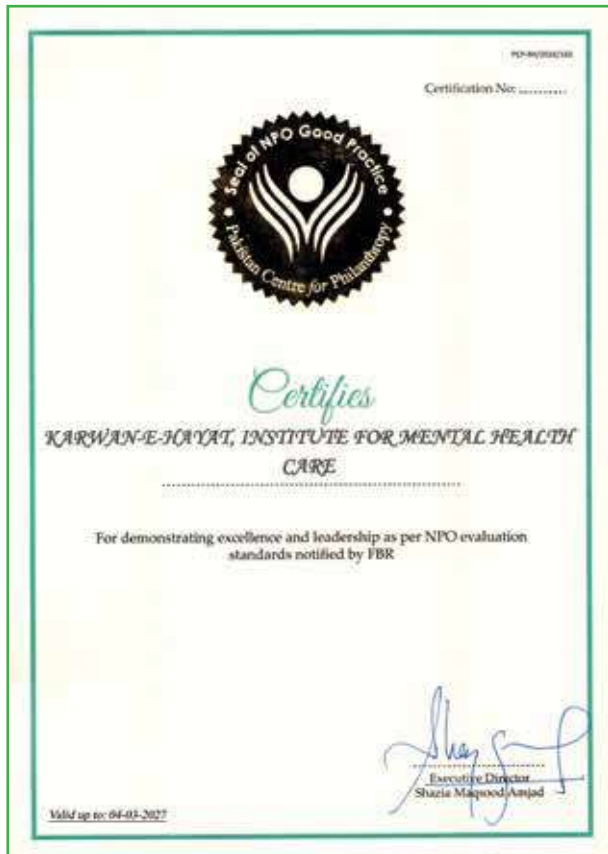 Certification No: ............
Seal of NPO Good Practice
Pakistan Centre for Philanthropy
Certifies
KARWAN-E-HAYAT, INSTITUTE FOR MENTAL HEALTH
CARE
For demonstrating excellence and leadership as per NPO evaluation
standards notified by FBR
Executive Director
Shazia Maqsood Amjad
Valid up to: 04-03-2027